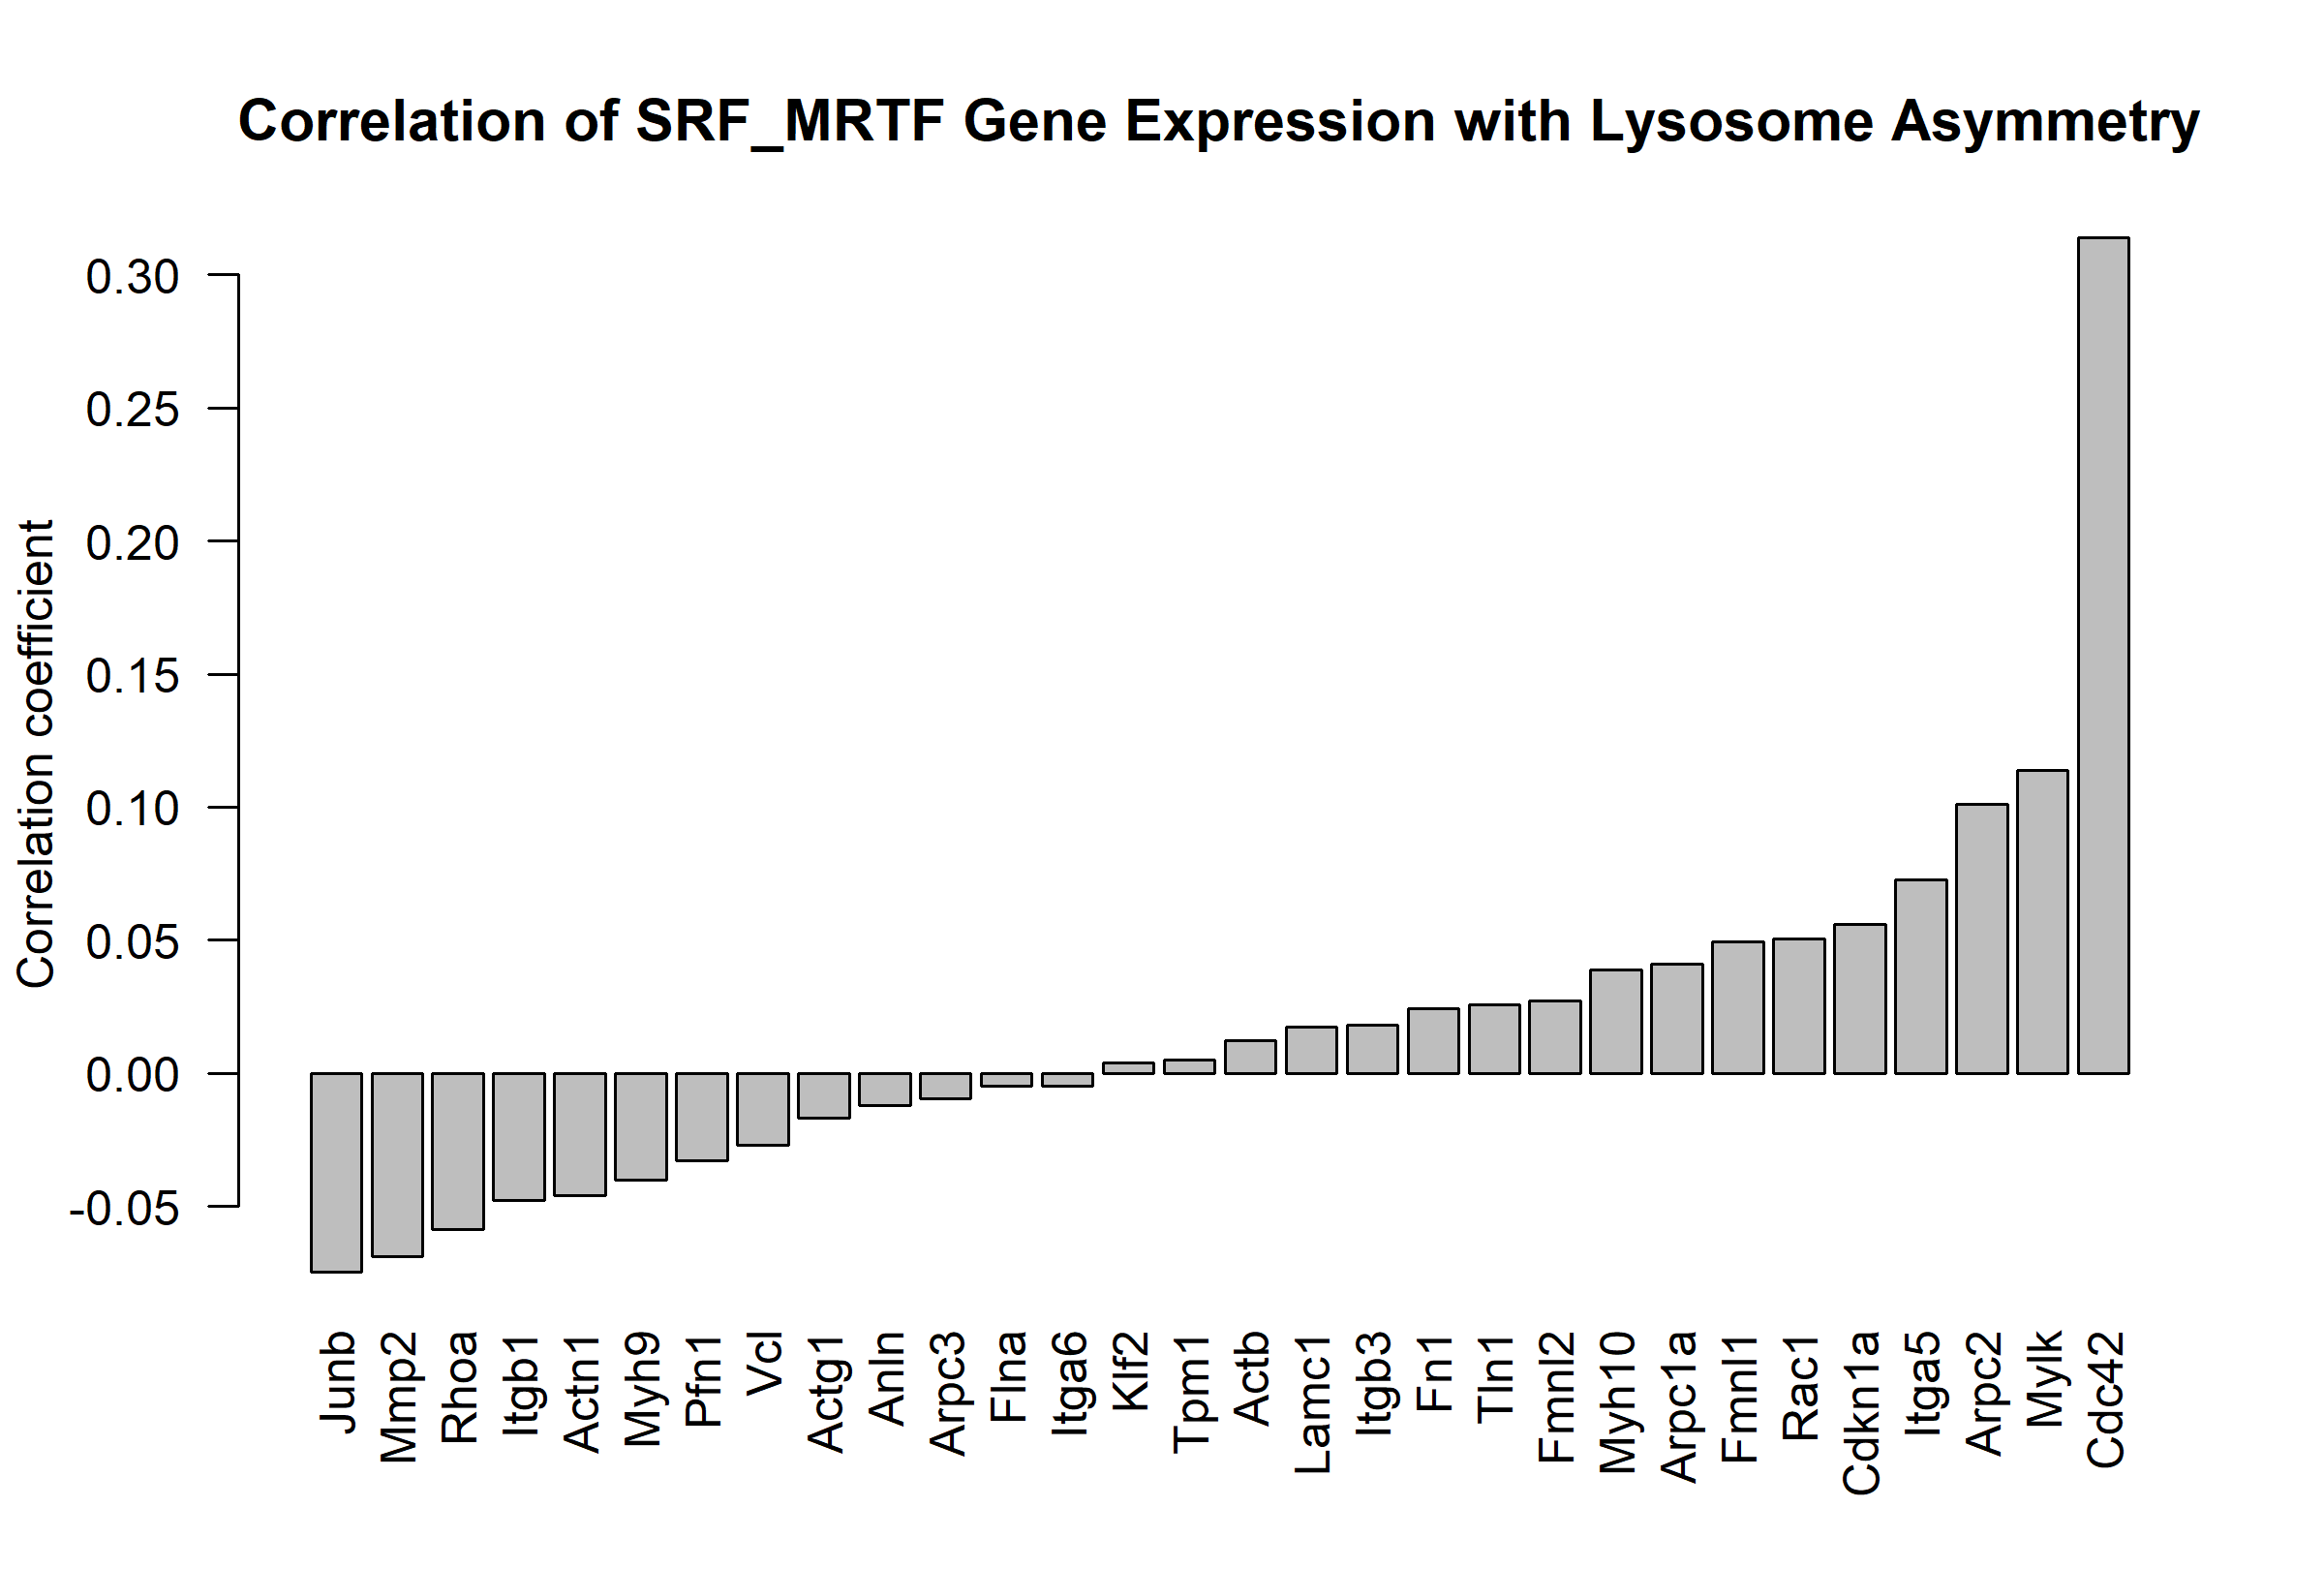 Correlation of SRF_MRTF Gene Expression with Lysosome Asymmetry
Correlation coefficient
0.30
0.25
0.20
0.15
0.10
0.05
0.00
-0.05
Junb
Mmp2
Rhoa
Itgb1
Actn1
Myh9
Pfn1
Vcl
Actg1
Anln
Arpc3
Flna
Itga6
Klf2
Tpm1
Actb
Lamc1
Itgb3
Fn1
Tln1
Fmnl2
Myh10
Arpc1a
Fmnl1
Rac1
Cdkn1a
Itga5
Arpc2
Mylk
Cdc42